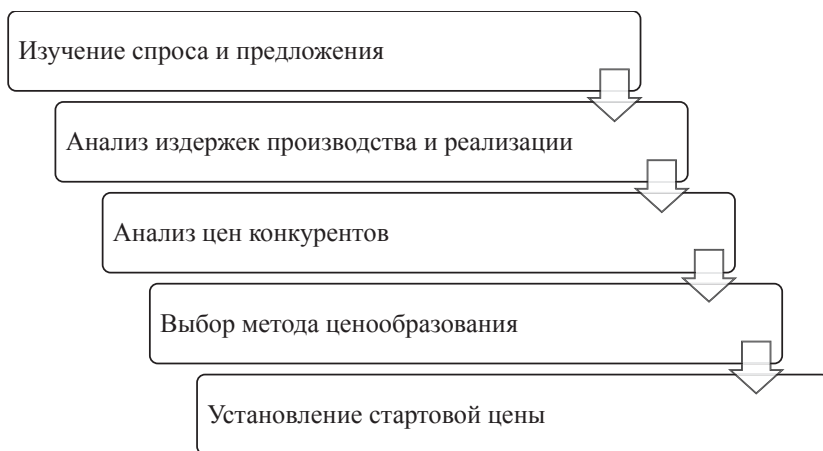 Изучение спроса и предложения
Анализ издержек производства и реализации
Анализ цен конкурентов
Выбор метода ценообразования
Установление стартовой цены